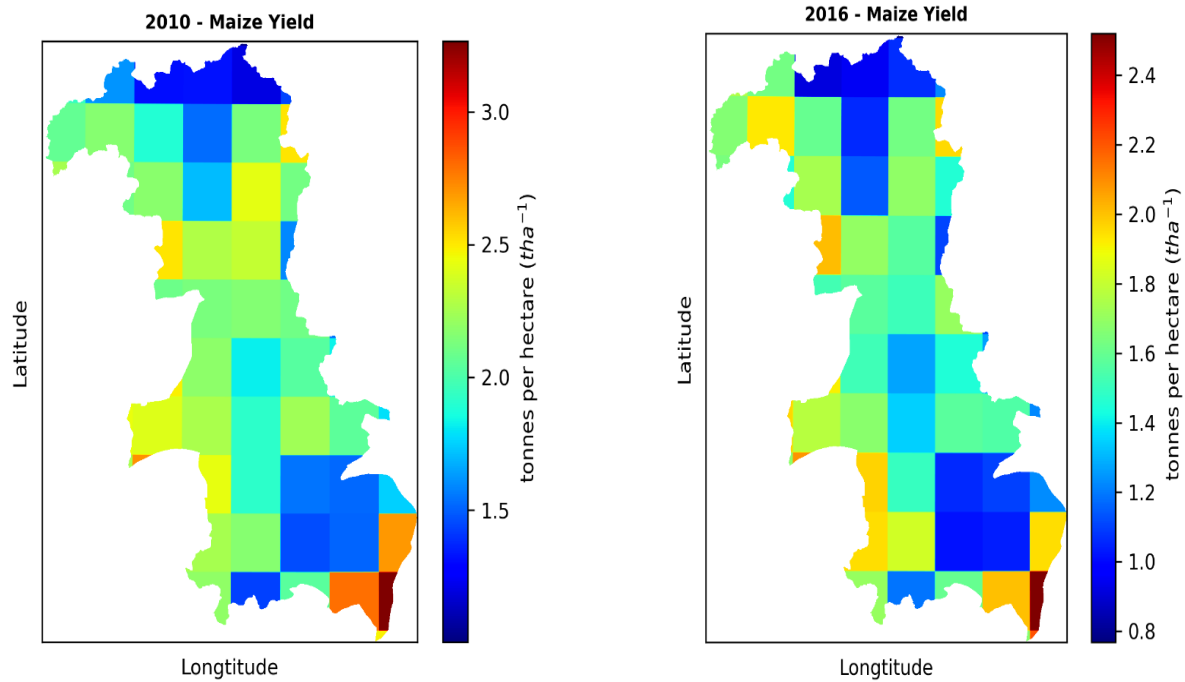 2010 - Maize Yield
Latitude
Longtitude
3.0
2.5
2.0
1.5
tonnes per hectare (tha⁻¹)
2016 - Maize Yield
Latitude
Longtitude
2.4
2.2
2.0
1.8
1.6
1.4
1.2
1.0
0.8
tonnes per hectare (tha⁻¹)